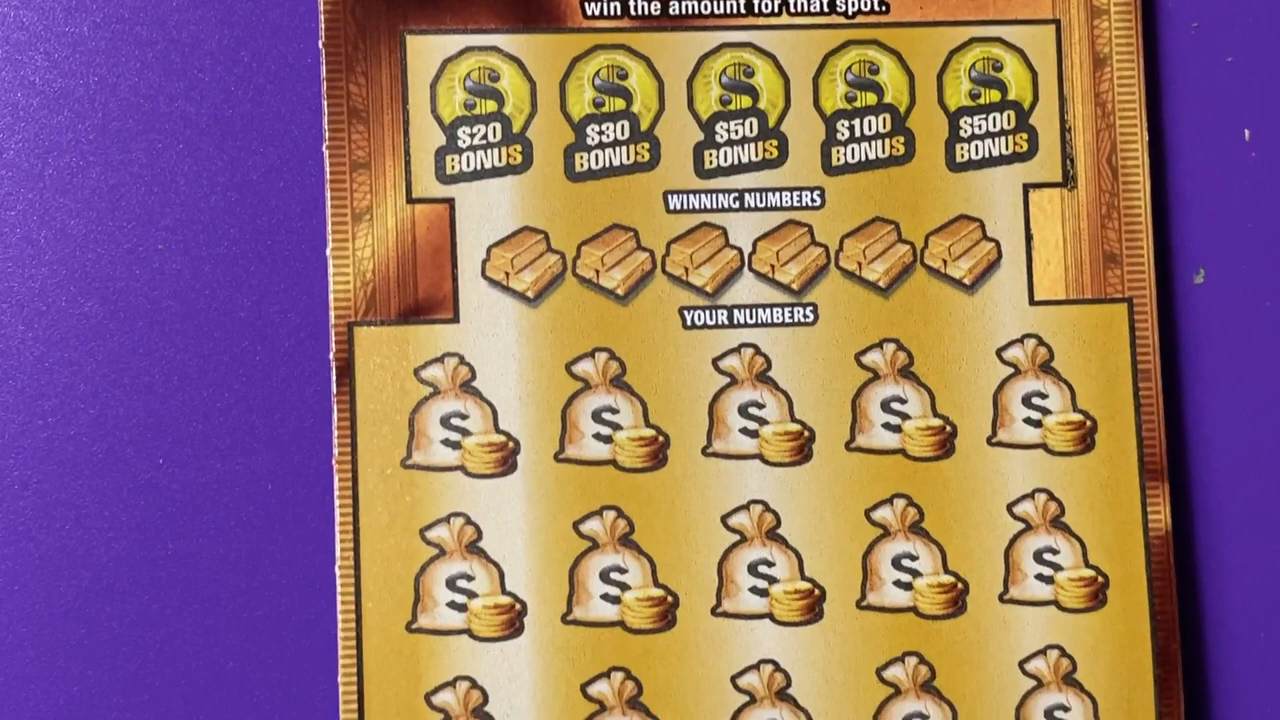 win the amount for that spot.
$20 BONUS
$30 BONUS
$50 BONUS
$100 BONUS
$500 BONUS
WINNING NUMBERS
YOUR NUMBERS